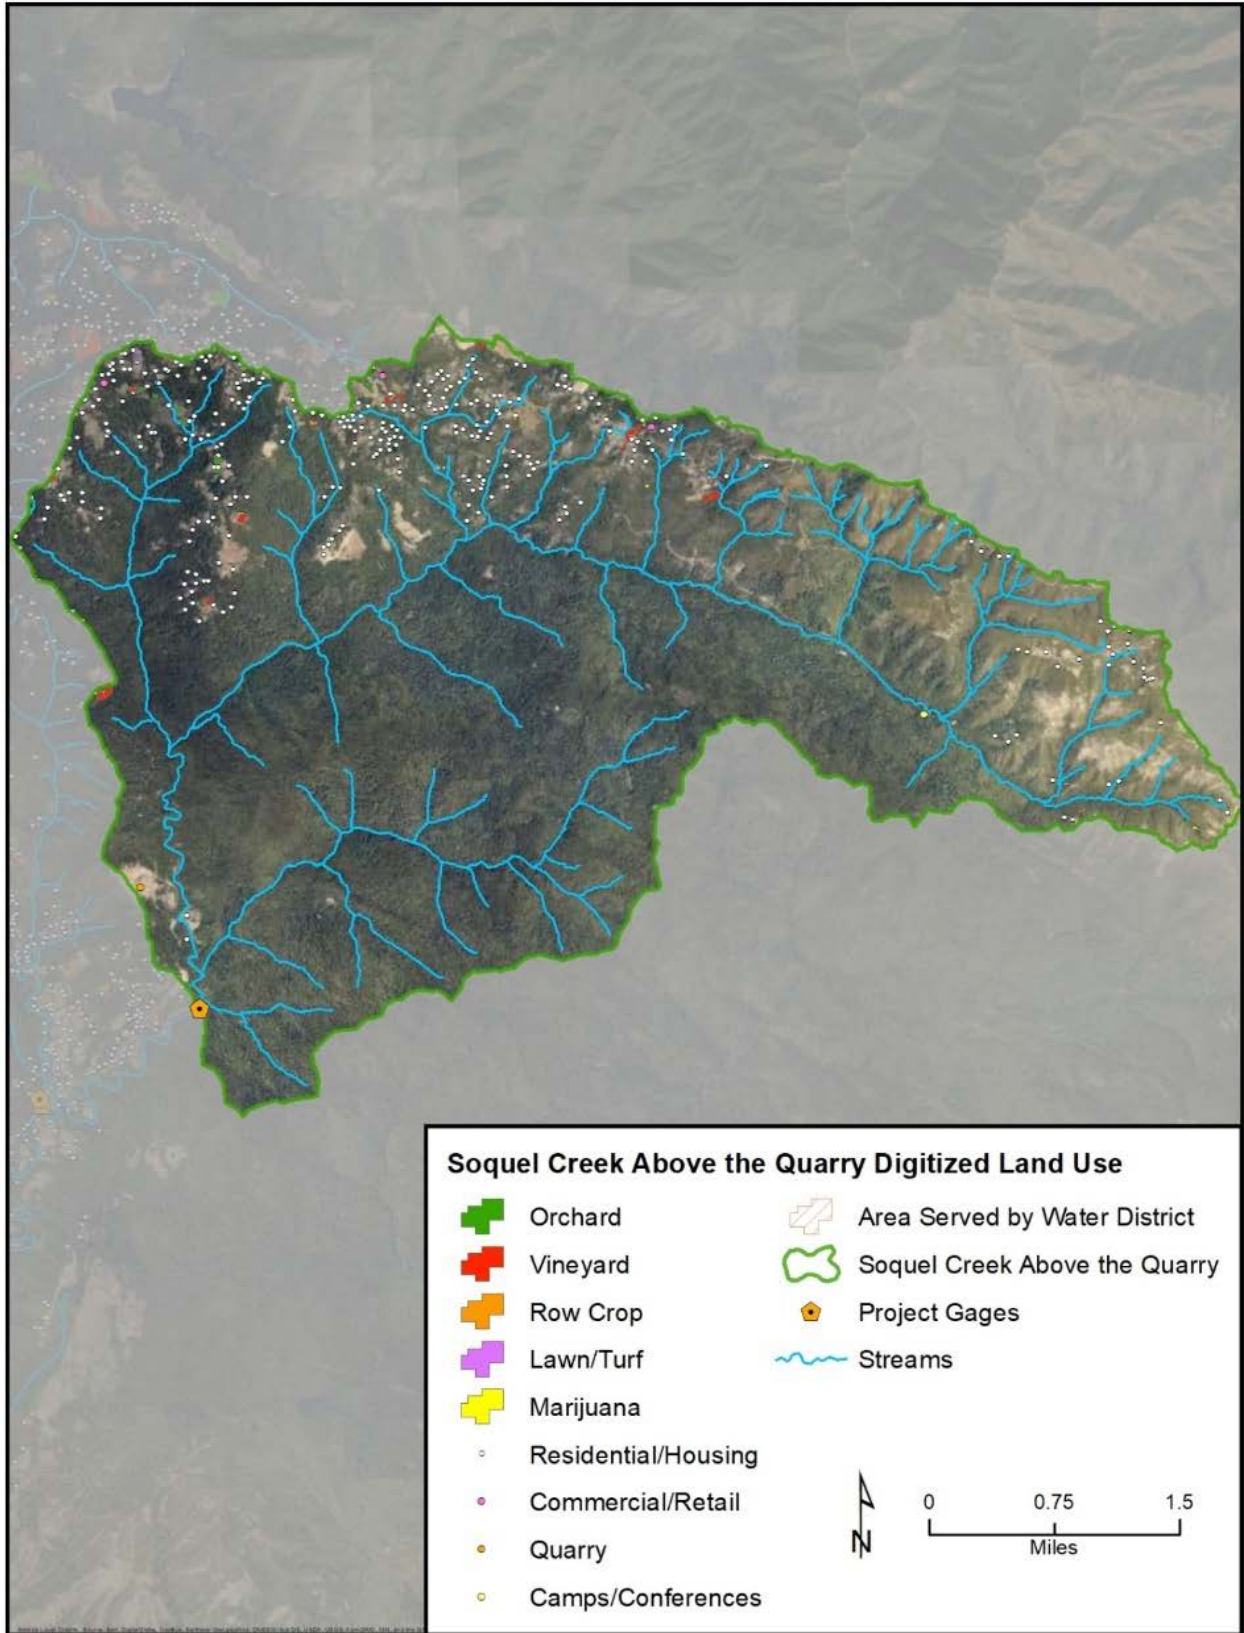 Soquel Creek Above the Quarry Digitized Land Use
Orchard
Vineyard
Row Crop
Lawn/Turf
Marijuana
Residential/Housing
Commercial/Retail
Quarry
Camps/Conferences
Area Served by Water District
Soquel Creek Above the Quarry
Project Gages
Streams
N
0 0.75 1.5
Miles